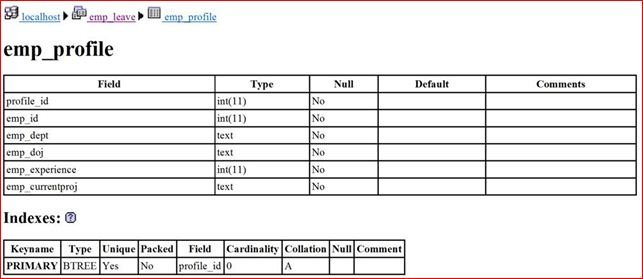 localhost emp_leave emp_profile
emp_profile
Field Type Null Default Comments
profile_id int(11) No
emp_id int(11) No
emp_dept text No
emp_doj text No
emp_experience int(11) No
emp_currentproj text No
Indexes: ?
Keyname Type Unique Packed Field Cardinality Collation Null Comment
PRIMARY BTREE Yes No profile_id 0 A